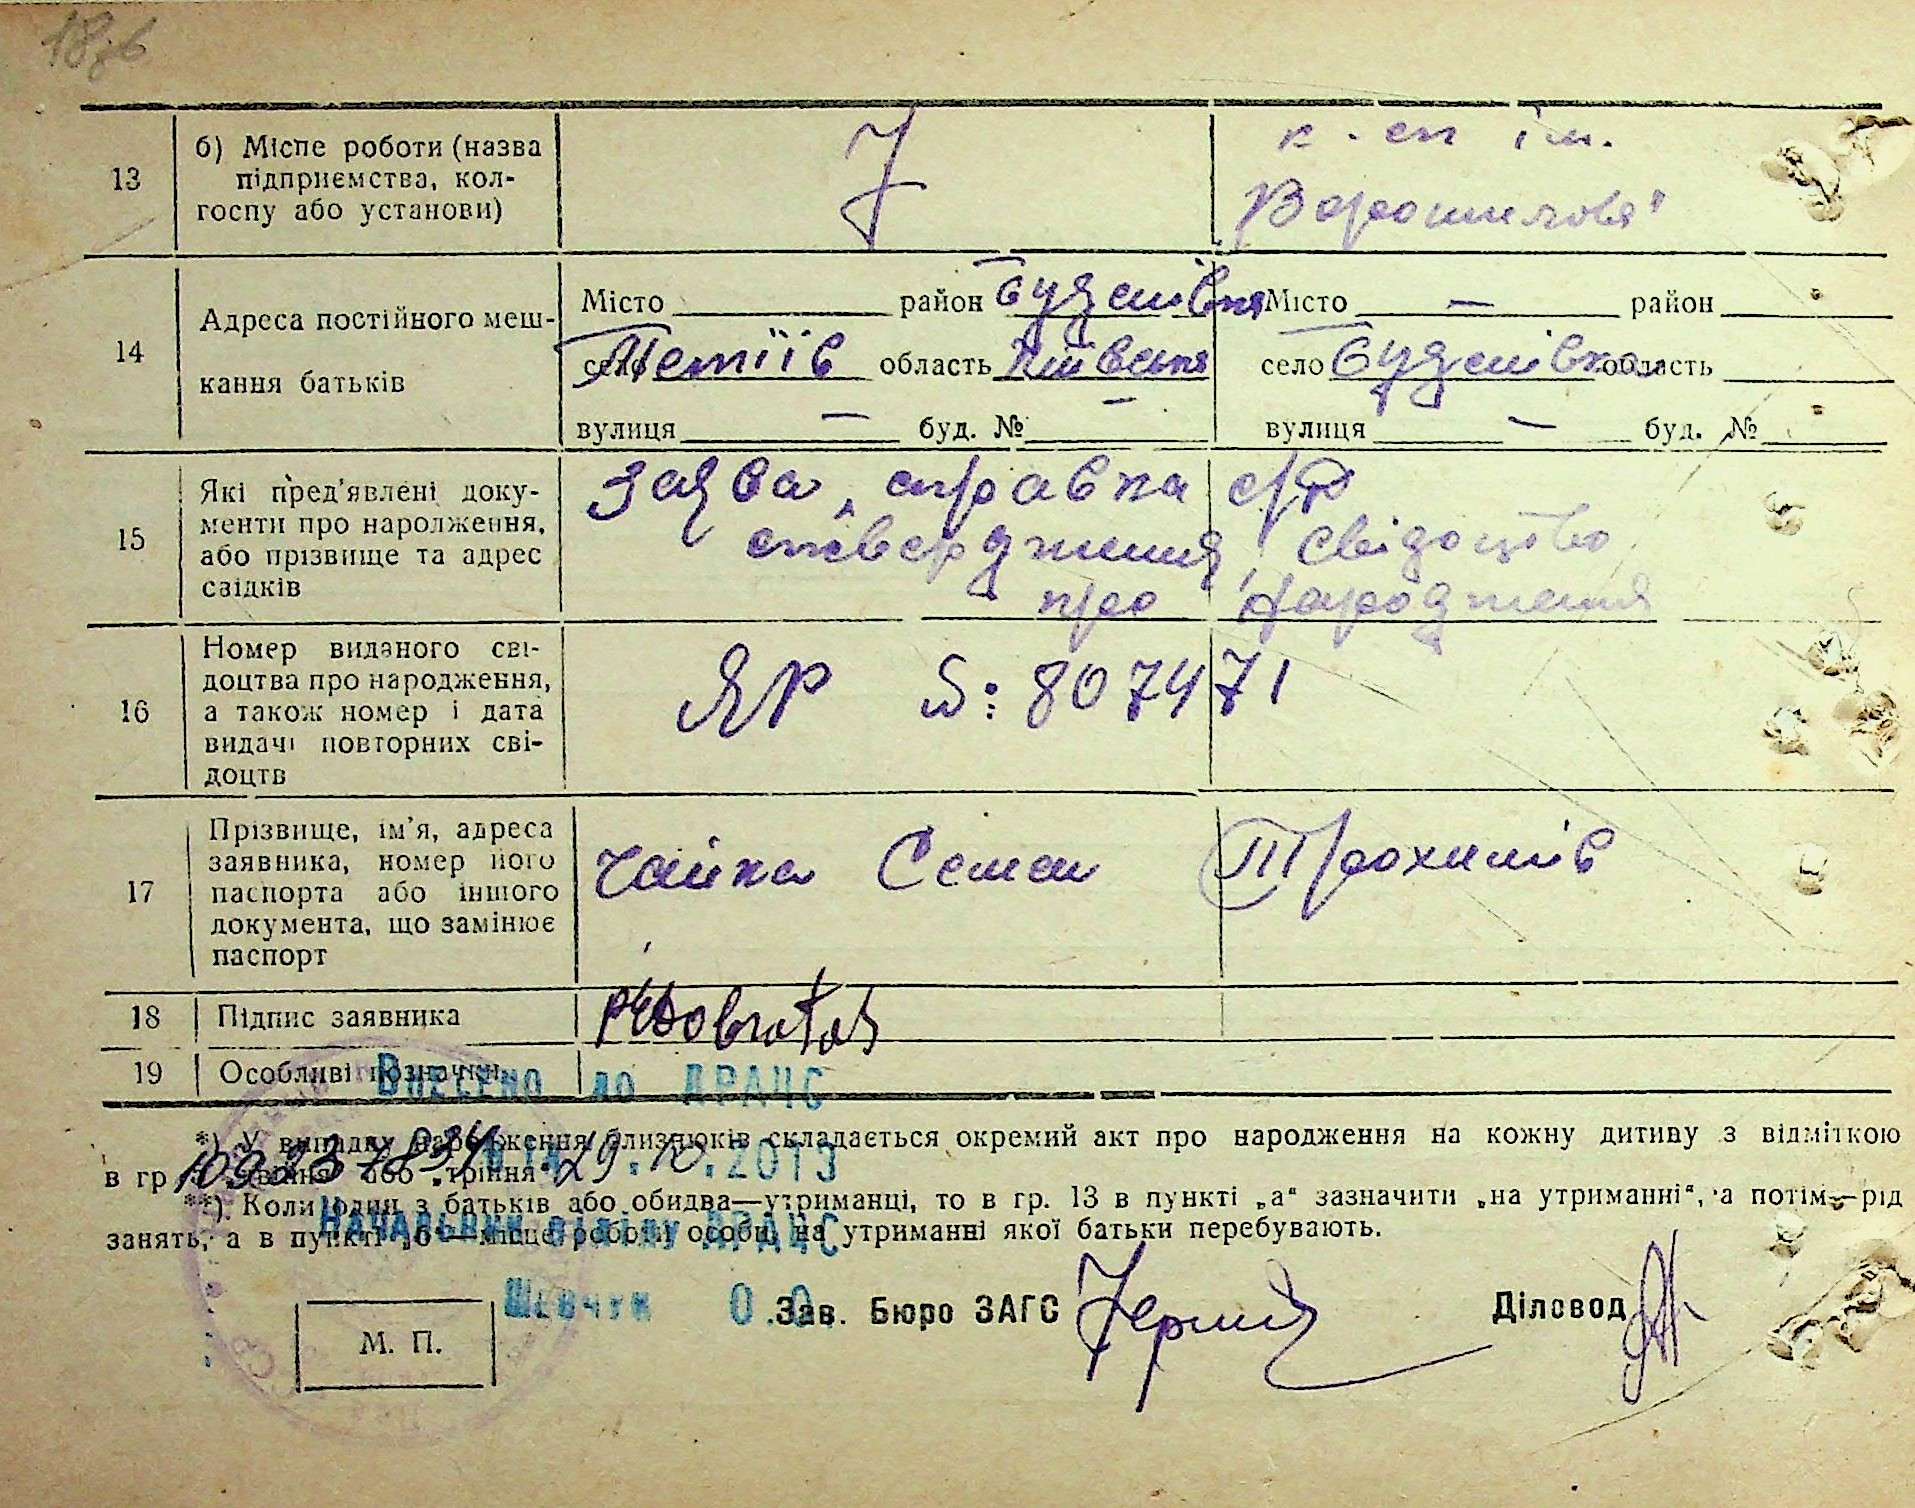 13
б) Місце роботи (назва
підприємства, кол-
госпу або установи)
к-сп ім.
Ворошилова"
14
Адреса постійного меш-
кання батьків
Місто район
село Тетіїв область Київська
вулиця — буд. № —
Місто — район
село область
вулиця — буд. №
15
Які пред'явлені доку-
менти про народження,
або прізвище та адрес
свідків
Заява, справка с/р
ствердження, свідоцтво
про народження
16
Номер виданого сві-
доцтва про народження,
а також номер і дата
видачі повторних сві-
доцтв
ЯР №: 807471
17
Прізвище, ім'я, адреса
заявника, номер його
паспорта або іншого
документа, що замінює
паспорт
Чайка Семен Трохимів
18
Підпис заявника
19
Особливі позначки
Внесено до ДРАЦС
*) У випадку народження близнюків складається окремий акт про народження на кожну дитину з відміткою
в гр. або „трійня“
29.10.2013
**) Коли один з батьків або обидва—утриманці, то в гр. 13 в пункті „а“ зазначити „на утриманні“, а потім—рід
занять, а в пункті „б“—місце роботи особи, на утриманні якої батьки перебувають.
Начальник відділу ДРАЦС
Шевчук О.О.
Зав. Бюро ЗАГС
Діловод
М. П.